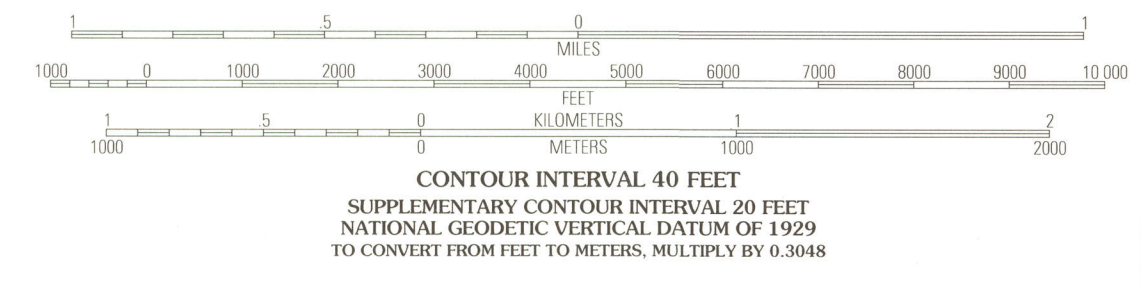 1 .5 0 1
MILES
1000 0 1000 2000 3000 4000 5000 6000 7000 8000 9000 10 000
FEET
1 .5 0 KILOMETERS 1 2
1000 0 METERS 1000 2000
CONTOUR INTERVAL 40 FEET
SUPPLEMENTARY CONTOUR INTERVAL 20 FEET
NATIONAL GEODETIC VERTICAL DATUM OF 1929
TO CONVERT FROM FEET TO METERS, MULTIPLY BY 0.3048